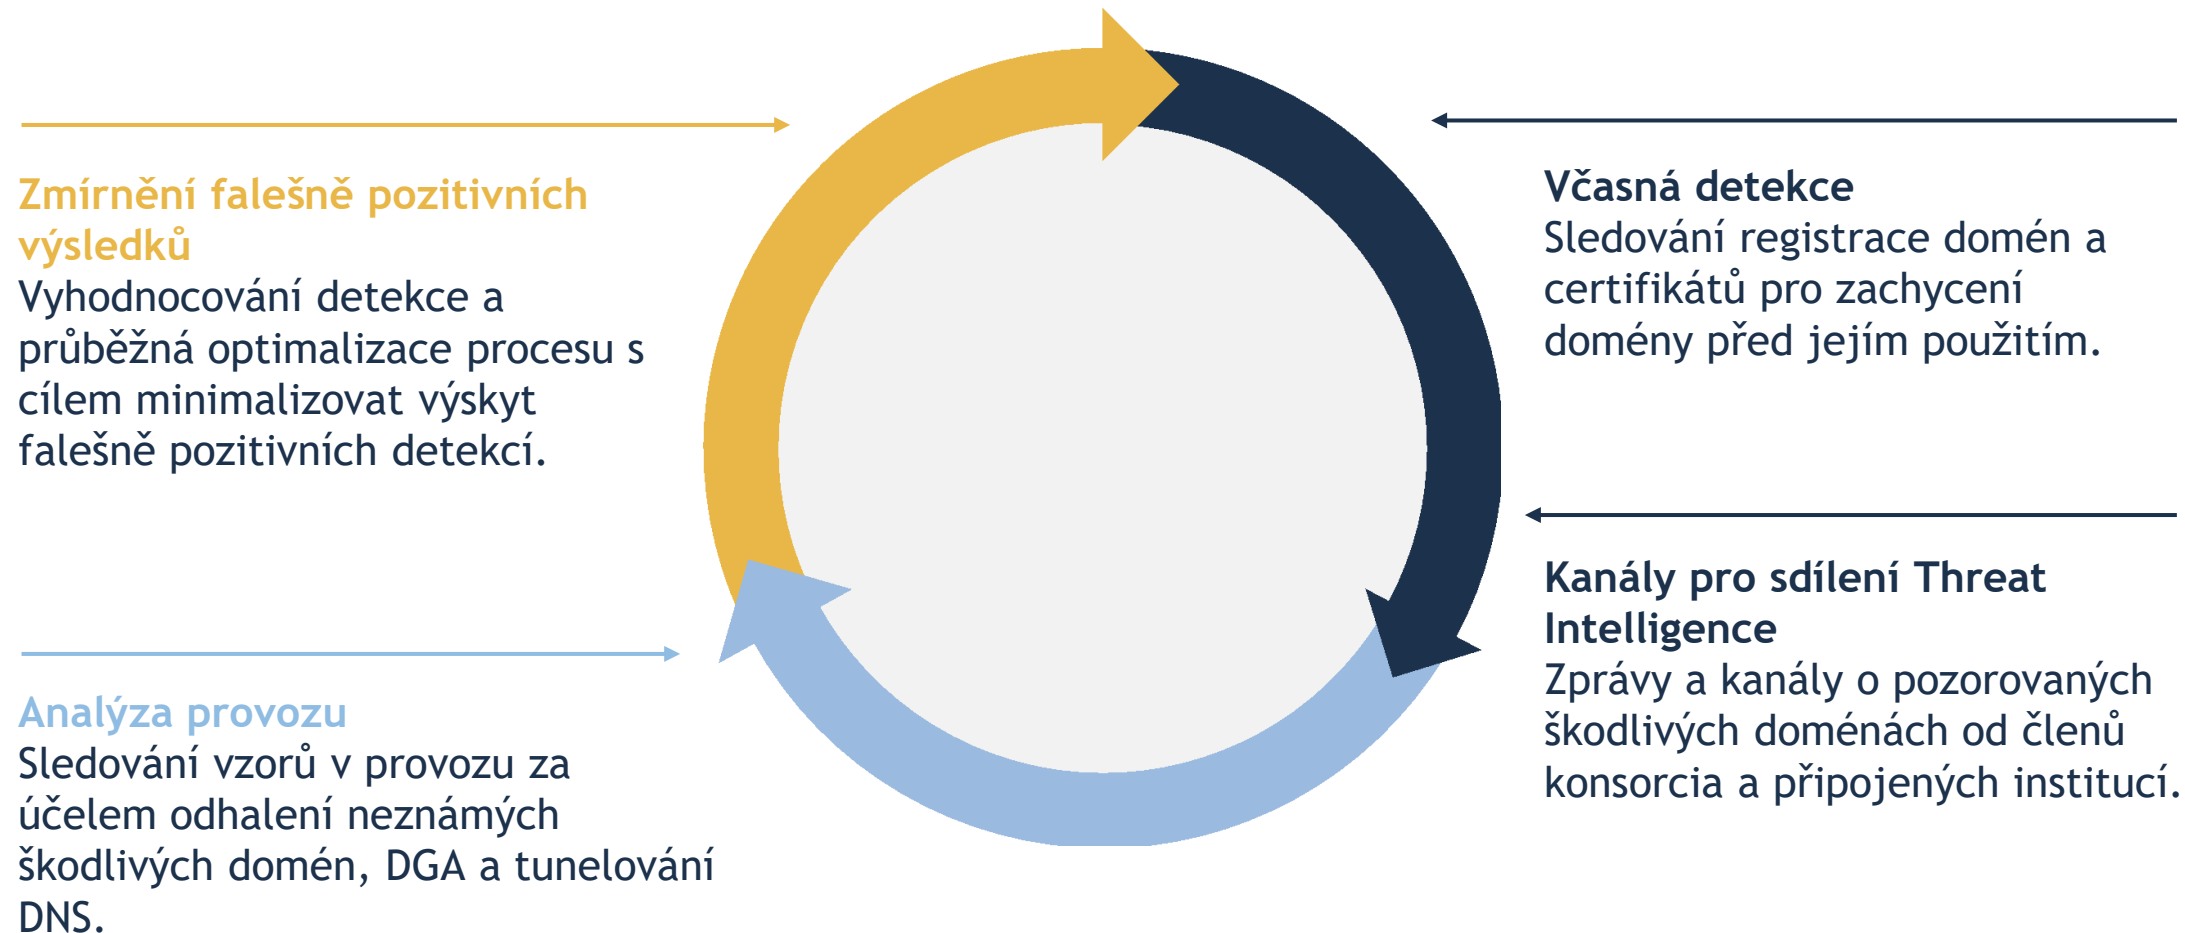 Zmírnění falešně pozitivních
výsledků
Vyhodnocování detekce a
průběžná optimalizace procesu s
cílem minimalizovat výskyt
falešně pozitivních detekcí.
Analýza provozu
Sledování vzorů v provozu za
účelem odhalení neznámých
škodlivých domén, DGA a tunelování
DNS.
Včasná detekce
Sledování registrace domén a
certifikátů pro zachycení
domény před jejím použitím.
Kanály pro sdílení Threat
Intelligence
Zprávy a kanály o pozorovaných
škodlivých doménách od členů
konsorcia a připojených institucí.